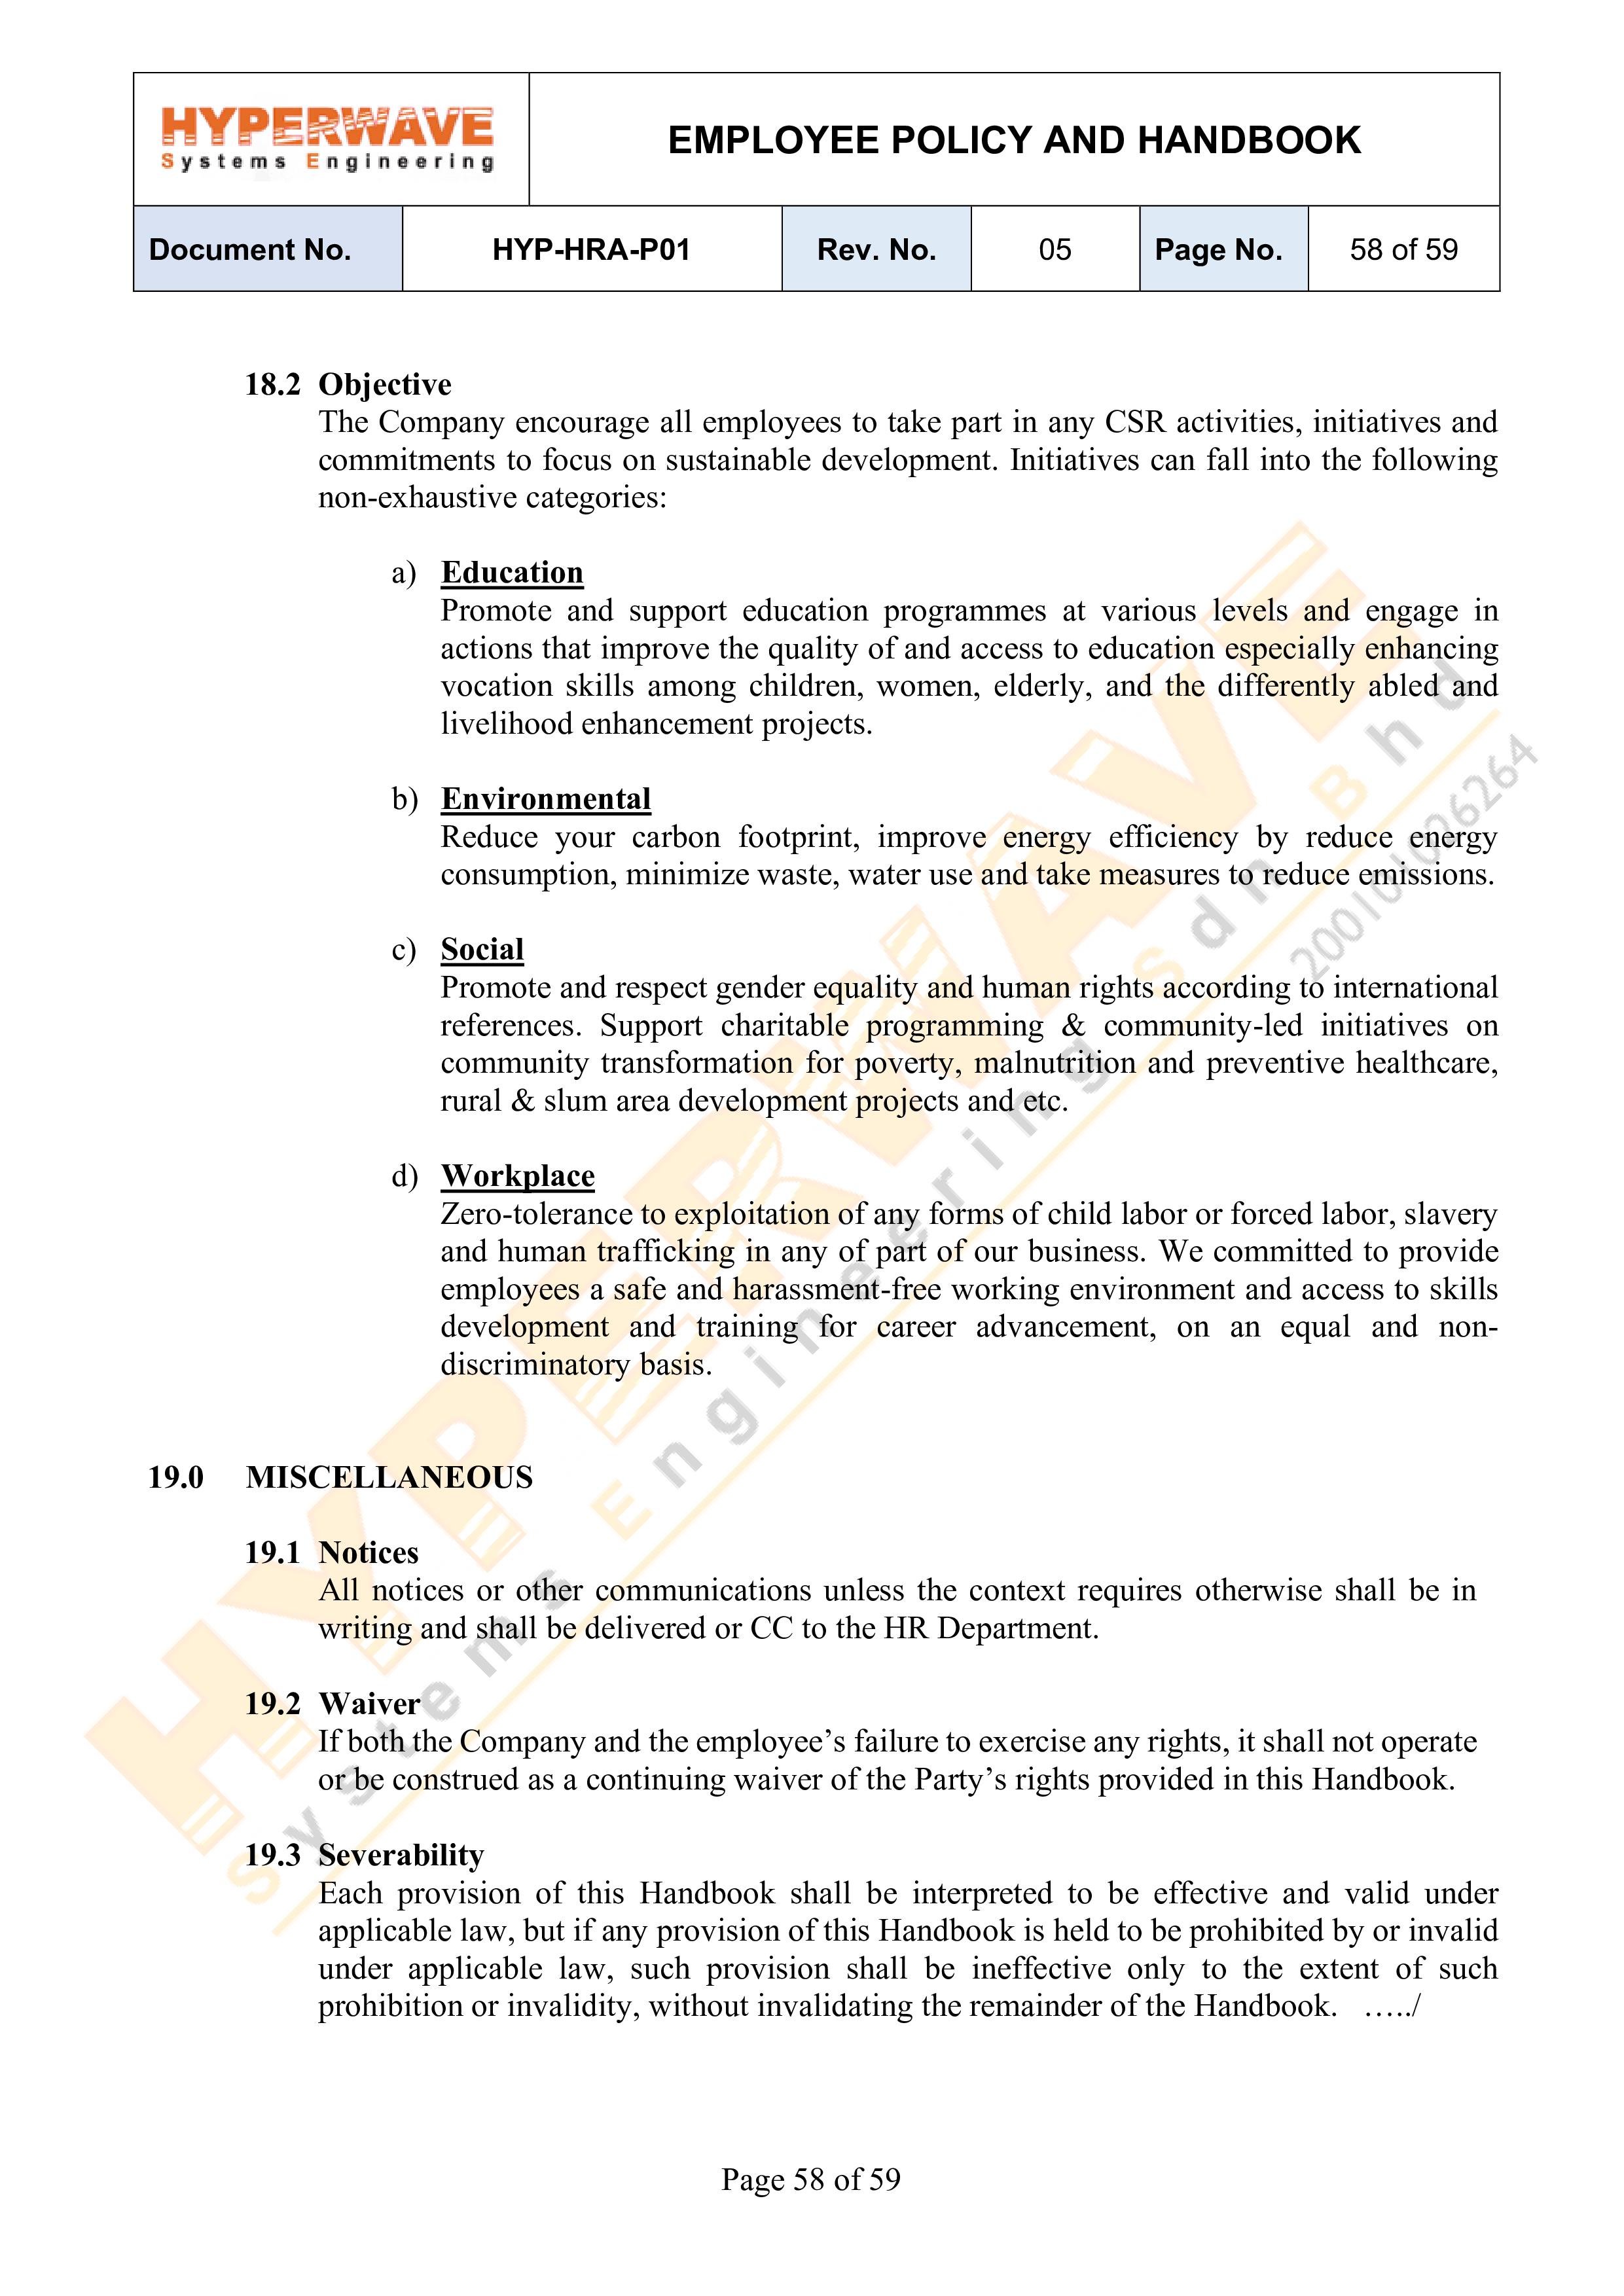 HYPERWAVE
Systems Engineering
EMPLOYEE POLICY AND HANDBOOK
Document No. HYP-HRA-P01 Rev. No. 05 Page No. 58 of 59
18.2 Objective
The Company encourage all employees to take part in any CSR activities, initiatives and
commitments to focus on sustainable development. Initiatives can fall into the following
non-exhaustive categories:
a) Education
Promote and support education programmes at various levels and engage in
actions that improve the quality of and access to education especially enhancing
vocation skills among children, women, elderly, and the differently abled and
livelihood enhancement projects.
b) Environmental
Reduce your carbon footprint, improve energy efficiency by reduce energy
consumption, minimize waste, water use and take measures to reduce emissions.
c) Social
Promote and respect gender equality and human rights according to international
references. Support charitable programming & community-led initiatives on
community transformation for poverty, malnutrition and preventive healthcare,
rural & slum area development projects and etc.
d) Workplace
Zero-tolerance to exploitation of any forms of child labor or forced labor, slavery
and human trafficking in any of part of our business. We committed to provide
employees a safe and harassment-free working environment and access to skills
development and training for career advancement, on an equal and non-
discriminatory basis.
19.0 MISCELLANEOUS
19.1 Notices
All notices or other communications unless the context requires otherwise shall be in
writing and shall be delivered or CC to the HR Department.
19.2 Waiver
If both the Company and the employee’s failure to exercise any rights, it shall not operate
or be construed as a continuing waiver of the Party’s rights provided in this Handbook.
19.3 Severability
Each provision of this Handbook shall be interpreted to be effective and valid under
applicable law, but if any provision of this Handbook is held to be prohibited by or invalid
under applicable law, such provision shall be ineffective only to the extent of such
prohibition or invalidity, without invalidating the remainder of the Handbook. …../
HYPERWAVE
Systems Engineering Sdn Bhd
200101026264
Page 58 of 59